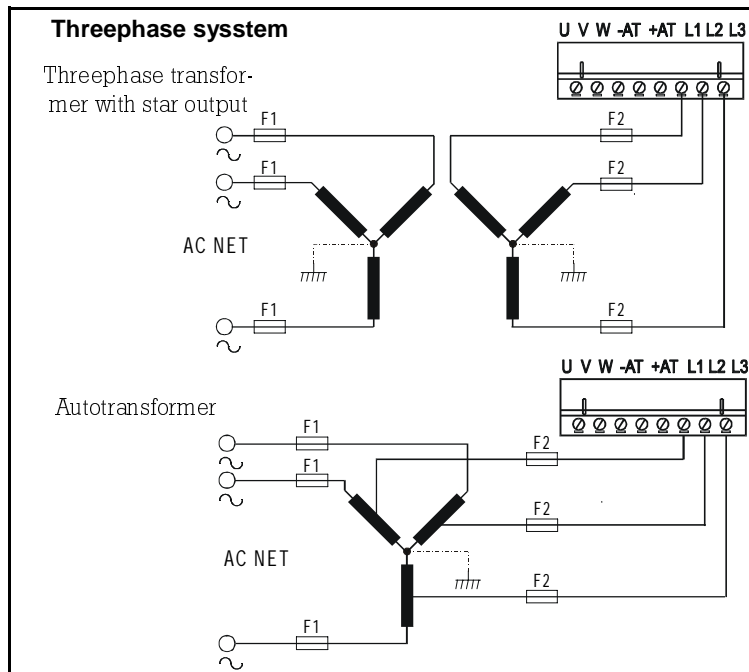 Threephase sysstem
U V W -AT +AT L1 L2 L3
Threephase transfor-
mer with star output
F1
F2
F1
F2
AC NET
F1
F2
U V W -AT +AT L1 L2 L3
Autotransformer
F1
F2
F1
F2
AC NET
F2
F1